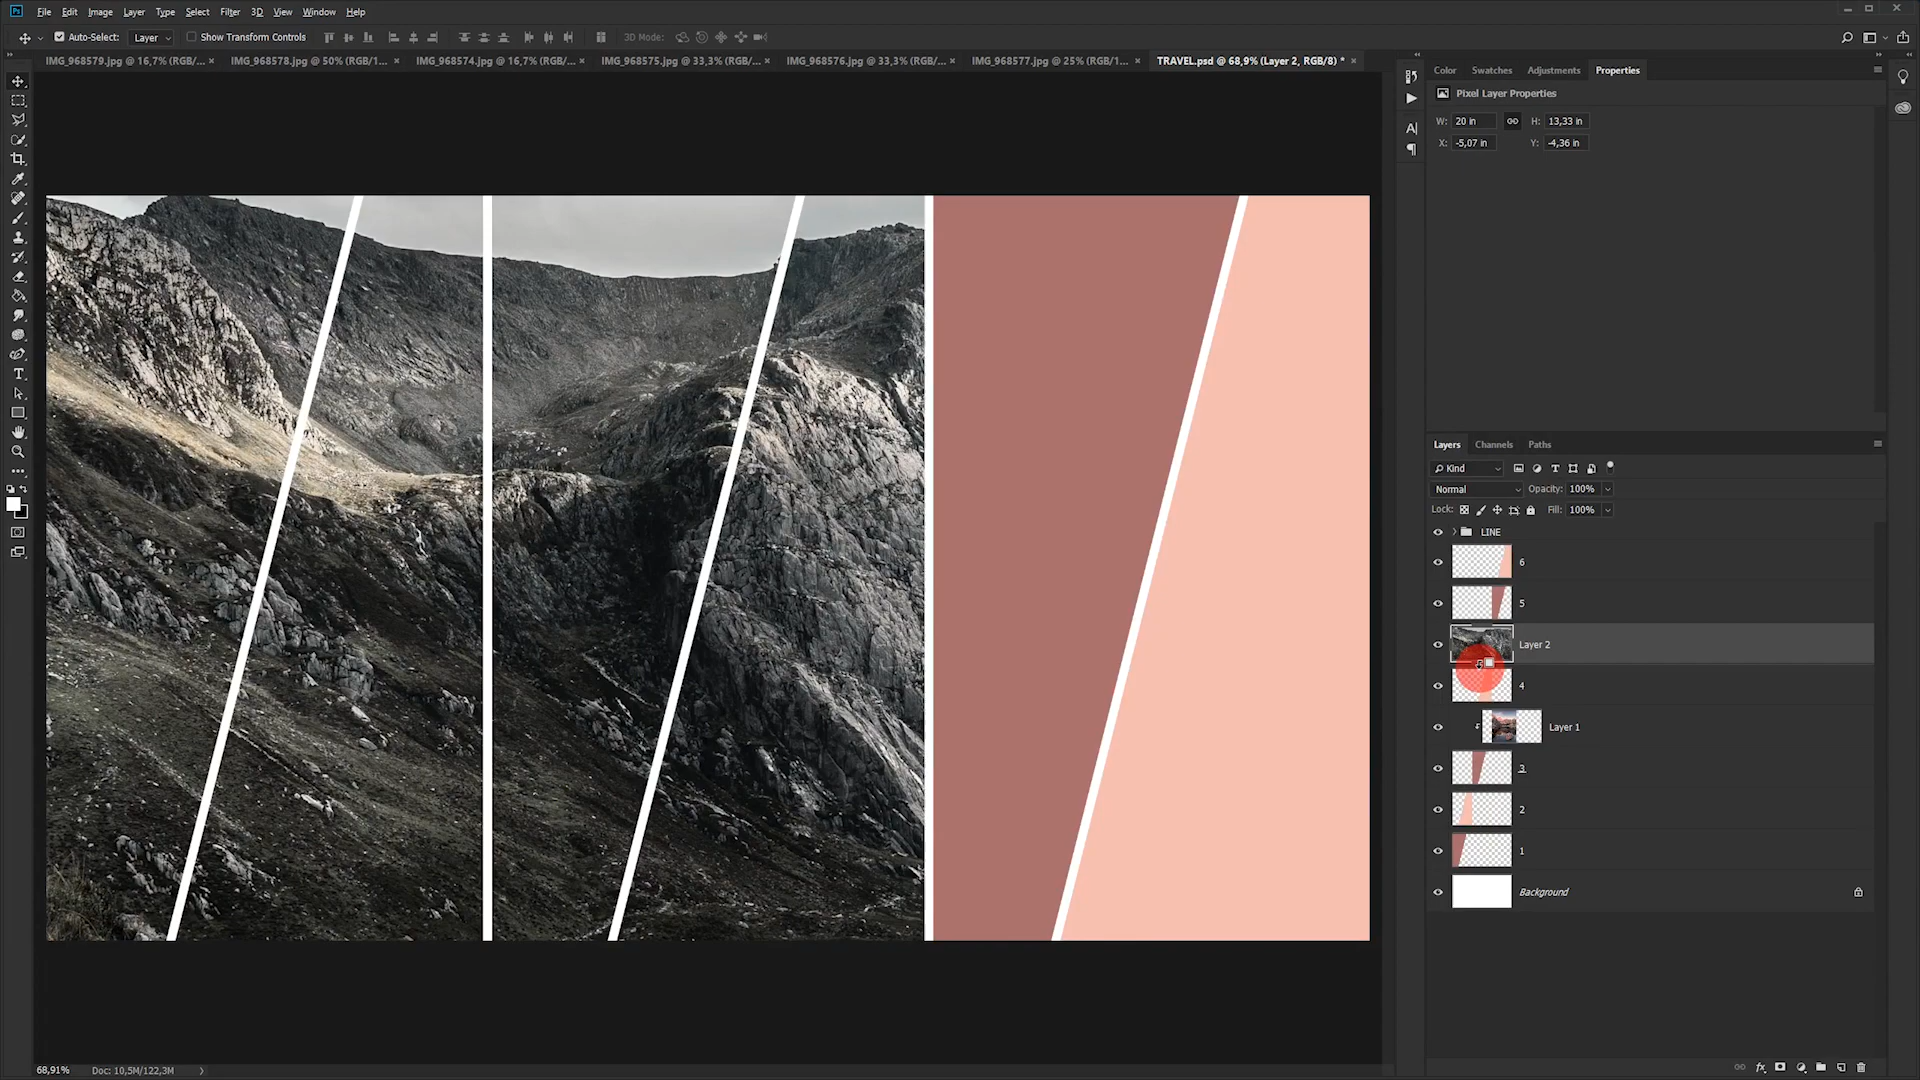 Ps File Edit Image Layer Type Select Filter 3D View Window Help
Auto-Select: Layer Show Transform Controls 3D Mode:
IMG_968579.jpg @ 16,7% (RGB/... × IMG_968578.jpg @ 50% (RGB/1... × IMG_968574.jpg @ 16,7% (RGB/... × IMG_968575.jpg @ 33,3% (RGB/... × IMG_968576.jpg @ 33,3% (RGB/... × IMG_968577.jpg @ 25% (RGB/1... × TRAVEL.psd @ 68,9% (Layer 2, RGB/8) * ×
Color Swatches Adjustments Properties
Pixel Layer Properties
W: 20 in H: 13,33 in
X: -5,07 in Y: -4,36 in
Layers Channels Paths
Kind
Normal Opacity: 100%
Lock: Fill: 100%
LINE
6
5
Layer 2
4
Layer 1
3
2
1
Background
fx
68,91% Doc: 10,5M/122,3M